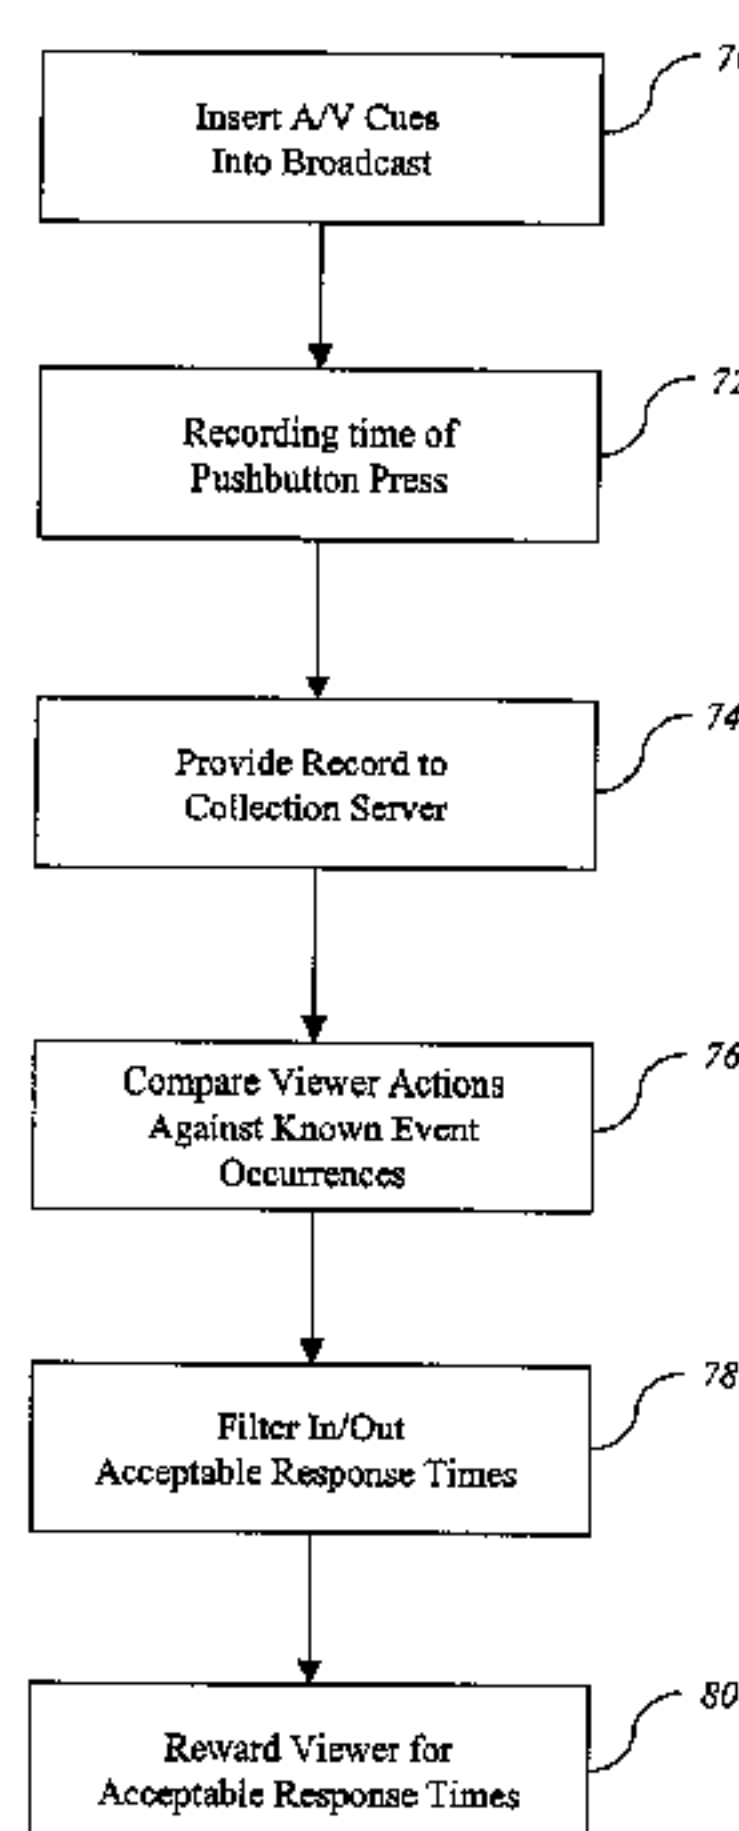 Insert A/V Cues
Into Broadcast
72
Recording time of
Pushbutton Press
74
Provide Record to
Collection Server
76
Compare Viewer Actions
Against Known Event
Occurrences
78
Filter In/Out
Acceptable Response Times
80
Reward Viewer for
Acceptable Response Times